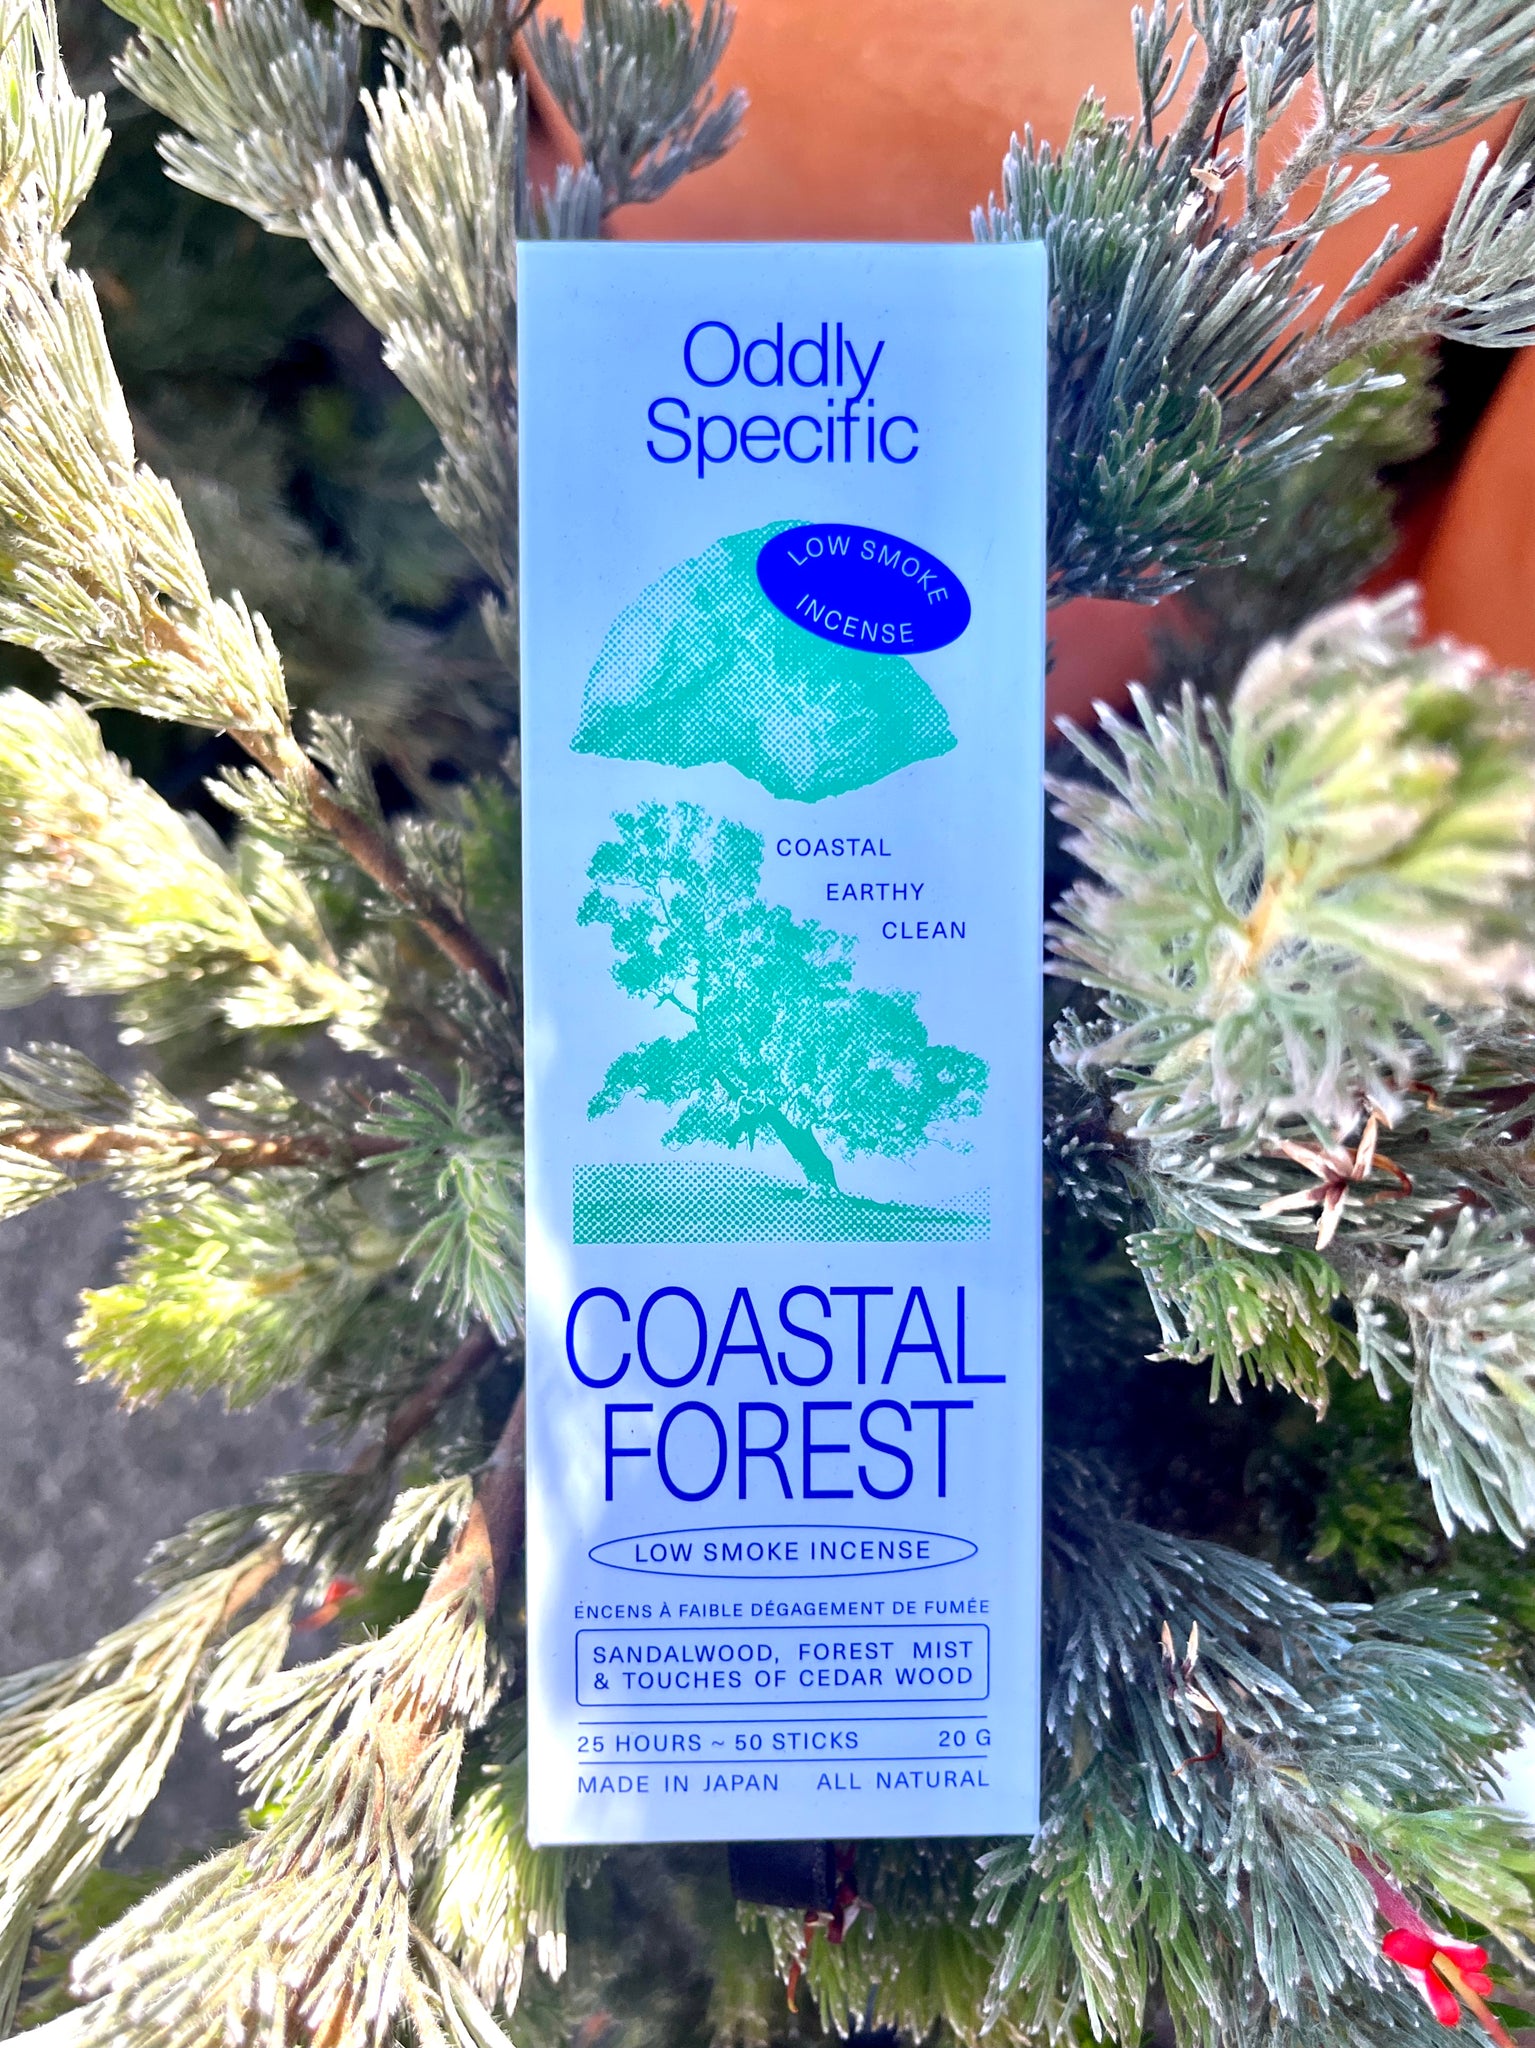 Oddly
Specific
LOW SMOKE
INCENSE
COASTAL
EARTHY
CLEAN
COASTAL
FOREST
LOW SMOKE INCENSE
ENCENS À FAIBLE DÉGAGEMENT DE FUMÉE
SANDALWOOD, FOREST MIST
& TOUCHES OF CEDAR WOOD
25 HOURS ~ 50 STICKS 20 G
MADE IN JAPAN ALL NATURAL